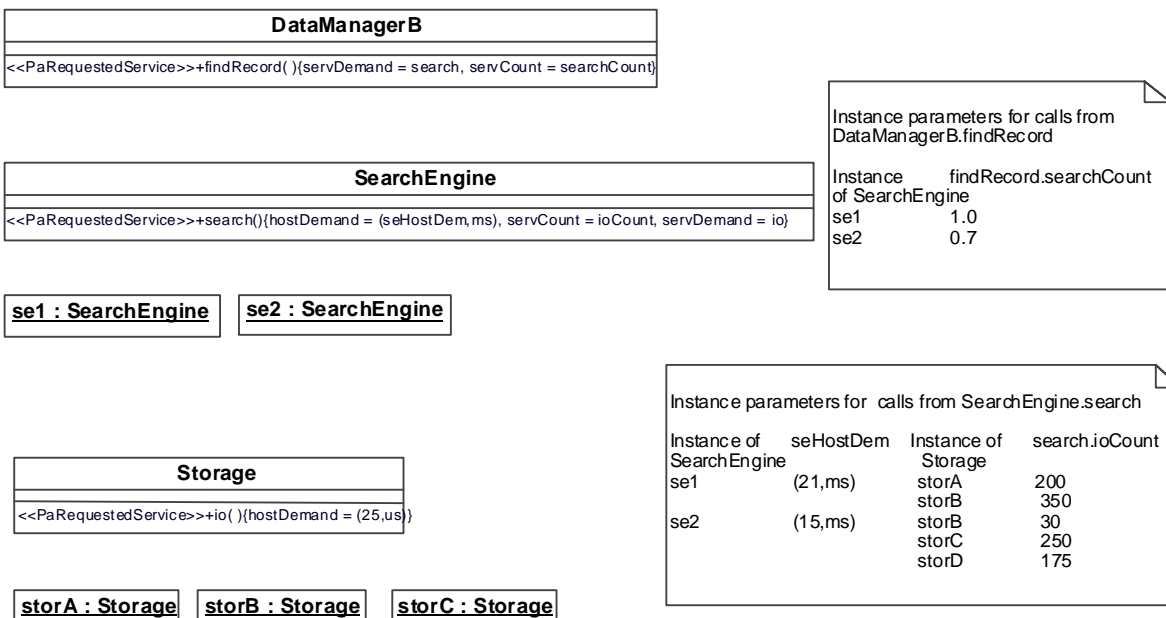 DataManagerB
<<PaRequestedService>>+findRecord( ){servDemand = search, servCount = searchCount}
Instance parameters for calls from
DataManagerB.findRecord
Instance findRecord.searchCount
of SearchEngine
se1 1.0
se2 0.7
SearchEngine
<<PaRequestedService>>+search(){hostDemand = (seHostDem,ms), servCount = ioCount, servDemand = io}
se1 : SearchEngine
se2 : SearchEngine
Instance parameters for calls from SearchEngine.search
Instance of seHostDem Instance of search.ioCount
SearchEngine Storage
se1 (21,ms) storA 200
storB 350
se2 (15,ms) storB 30
storC 250
storD 175
Storage
<<PaRequestedService>>+io( ){hostDemand = (25,us)}
storA : Storage
storB : Storage
storC : Storage